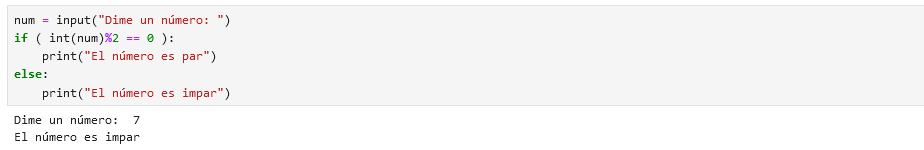 num = input("Dime un número: ")
if ( int(num)%2 == 0 ):
    print("El número es par")
else:
    print("El número es impar")
Dime un número:  7
El número es impar